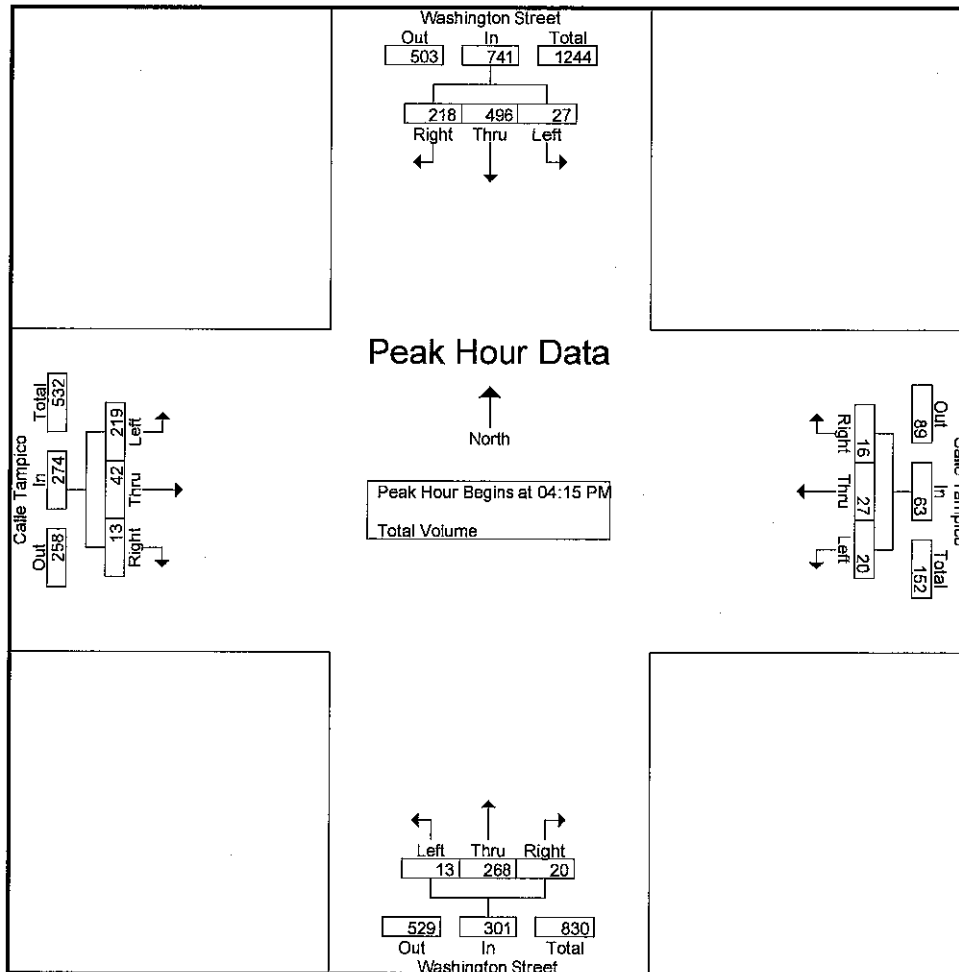 Washington Street
Out In Total
503 741 1244
218 496 27
Right Thru Left
Peak Hour Data
North
Peak Hour Begins at 04:15 PM
Total Volume
Calle Tampico
Out In Total
258 274 532
219 42 13
Left Thru Right
Calle Tampico
Out In Total
89 63 152
16 27 20
Right Thru Left
Left Thru Right
13 268 20
529 301 830
Out In Total
Washington Street